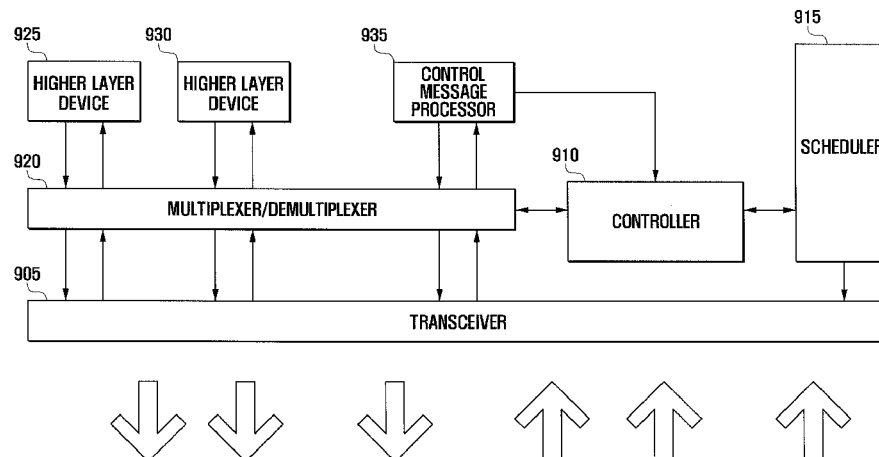 925
HIGHER LAYER
DEVICE
930
HIGHER LAYER
DEVICE
935
CONTROL
MESSAGE
PROCESSOR
915
SCHEDULER
920
MULTIPLEXER/DEMULTIPLEXER
910
CONTROLLER
905
TRANSCEIVER